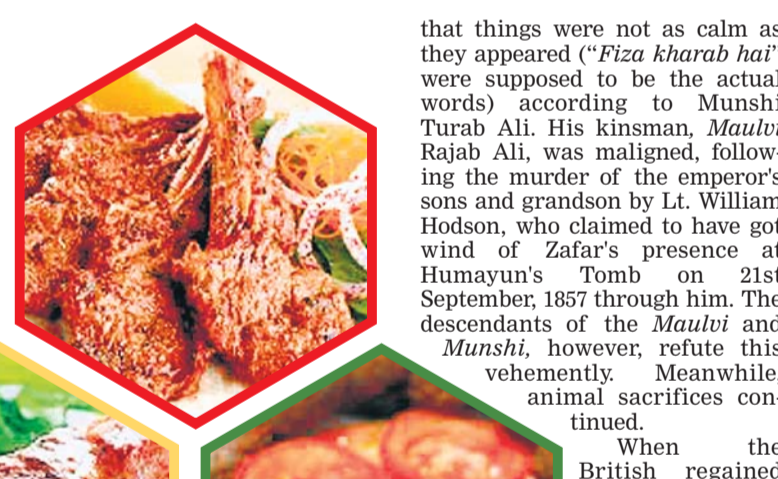 that things were not as calm as
they appeared (“Fiza kharab hai”
were supposed to be the actual
words) according to Munshi
Turab Ali. His kinsman, Maulvi
Rajab Ali, was maligned, follow-
ing the murder of the emperor's
sons and grandson by Lt. William
Hodson, who claimed to have got
wind of Zafar's presence at
Humayun's Tomb on 21st
September, 1857 through him. The
descendants of the Maulvi and
Munshi, however, refute this
vehemently. Meanwhile,
animal sacrifices con-
tinued.
When the
British regained